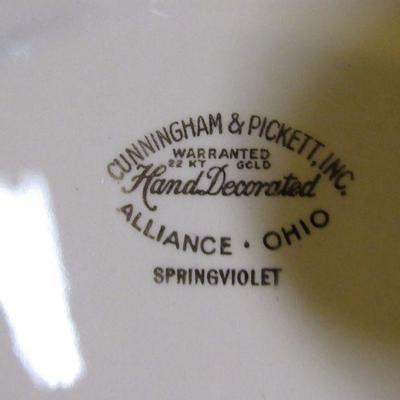 CUNNINGHAM & PICKETT, INC.
WARRANTED
22 KT GOLD
Hand Decorated
ALLIANCE · OHIO
SPRINGVIOLET